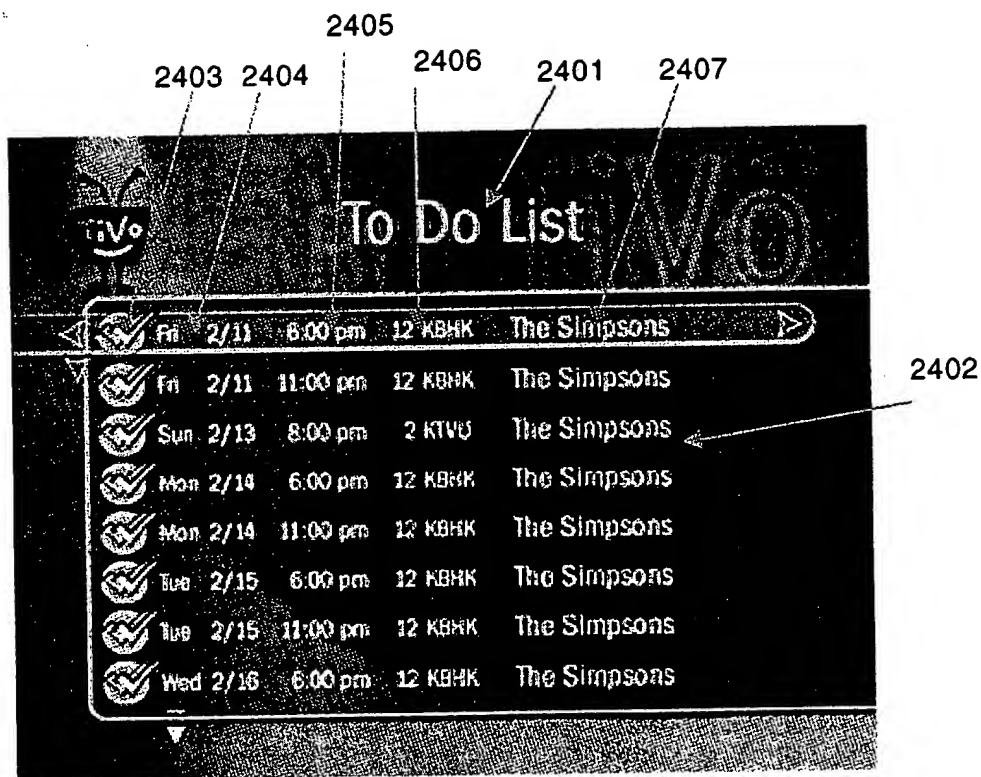 2405
2403 2404 2406 2401 2407
TiVo
To Do List
Fri 2/11 6:00 pm 12 KBHK The Simpsons
Fri 2/11 11:00 pm 12 KBHK The Simpsons
2402
Sun 2/13 8:00 pm 2 KTVU The Simpsons
Mon 2/14 6:00 pm 12 KBHK The Simpsons
Mon 2/14 11:00 pm 12 KBHK The Simpsons
Tue 2/15 6:00 pm 12 KBHK The Simpsons
Tue 2/15 11:00 pm 12 KBHK The Simpsons
Wed 2/16 6:00 pm 12 KBHK The Simpsons